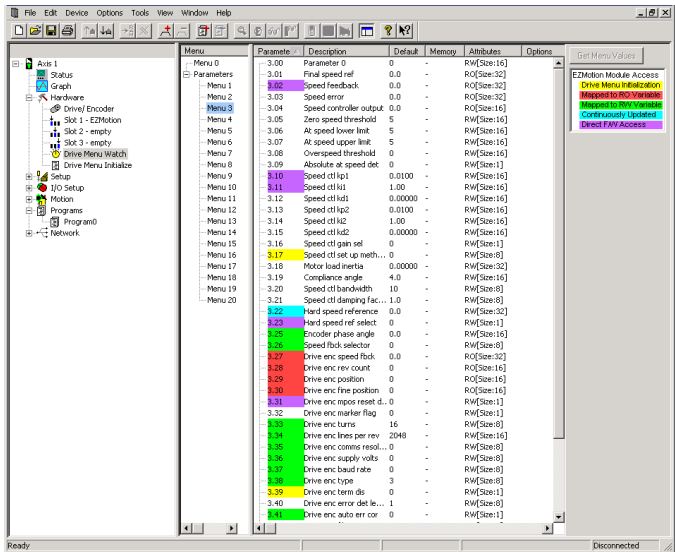 File Edit Device Options Tools View Window Help
Axis 1
Status
Graph
Hardware
Drive/ Encoder
Slot 1 - EZMotion
Slot 2 - empty
Slot 3 - empty
Drive Menu Watch
Drive Menu Initialize
Setup
I/O Setup
Motion
Programs
Program0
Network
Menu
Menu 0
Parameters
Menu 1
Menu 2
Menu 3
Menu 4
Menu 5
Menu 6
Menu 7
Menu 8
Menu 9
Menu 10
Menu 11
Menu 12
Menu 13
Menu 14
Menu 15
Menu 16
Menu 17
Menu 18
Menu 19
Menu 20
Paramete Description Default Memory Attributes Options
3.00 Parameter 0 0 - RW[Size:16]
3.01 Final speed ref 0.0 - RO[Size:32]
3.02 Speed feedback 0.0 - RO[Size:32]
3.03 Speed error 0.0 - RO[Size:32]
3.04 Speed controller output 0.0 - RO[Size:16]
3.05 Zero speed threshold 5 - RW[Size:16]
3.06 At speed lower limit 5 - RW[Size:16]
3.07 At speed upper limit 5 - RW[Size:16]
3.08 Overspeed threshold 0 - RW[Size:16]
3.09 Absolute at speed det 0 - RW[Size:1]
3.10 Speed ctl kp1 0.0100 - RW[Size:16]
3.11 Speed ctl ki1 1.00 - RW[Size:16]
3.12 Speed ctl kd1 0.00000 - RW[Size:16]
3.13 Speed ctl kp2 0.0100 - RW[Size:16]
3.14 Speed ctl ki2 1.00 - RW[Size:16]
3.15 Speed ctl kd2 0.00000 - RW[Size:16]
3.16 Speed ctl gain sel 0 - RW[Size:1]
3.17 Speed ctl set up meth... 0 - RW[Size:8]
3.18 Motor load inertia 0.00000 - RW[Size:32]
3.19 Compliance angle 4.0 - RW[Size:16]
3.20 Speed ctl bandwidth 10 - RW[Size:8]
3.21 Speed ctl damping fac... 1.0 - RW[Size:8]
3.22 Hard speed reference 0.0 - RW[Size:32]
3.23 Hard speed ref select 0 - RW[Size:1]
3.25 Encoder phase angle 0.0 - RW[Size:16]
3.26 Speed fbck selector 0 - RW[Size:8]
3.27 Drive enc speed fbck 0.0 - RO[Size:32]
3.28 Drive enc rev count 0 - RO[Size:16]
3.29 Drive enc position 0 - RO[Size:16]
3.30 Drive enc fine position 0 - RO[Size:16]
3.31 Drive enc mpos reset d.. 0 - RW[Size:1]
3.32 Drive enc marker flag 0 - RW[Size:1]
3.33 Drive enc turns 16 - RW[Size:8]
3.34 Drive enc lines per rev 2048 - RW[Size:16]
3.35 Drive enc comms resol... 0 - RW[Size:8]
3.36 Drive enc supply volts 0 - RW[Size:8]
3.37 Drive enc baud rate 0 - RW[Size:8]
3.38 Drive enc type 3 - RW[Size:8]
3.39 Drive enc term dis 0 - RW[Size:1]
3.40 Drive enc error det le... 1 - RW[Size:8]
3.41 Drive enc auto err cor 0 - RW[Size:1]
Get Menu Values
EZMotion Module Access
Drive Menu Initialization
Mapped to RO Variable
Mapped to RW Variable
Continuously Updated
Direct FAV Access
Ready
Disconnected